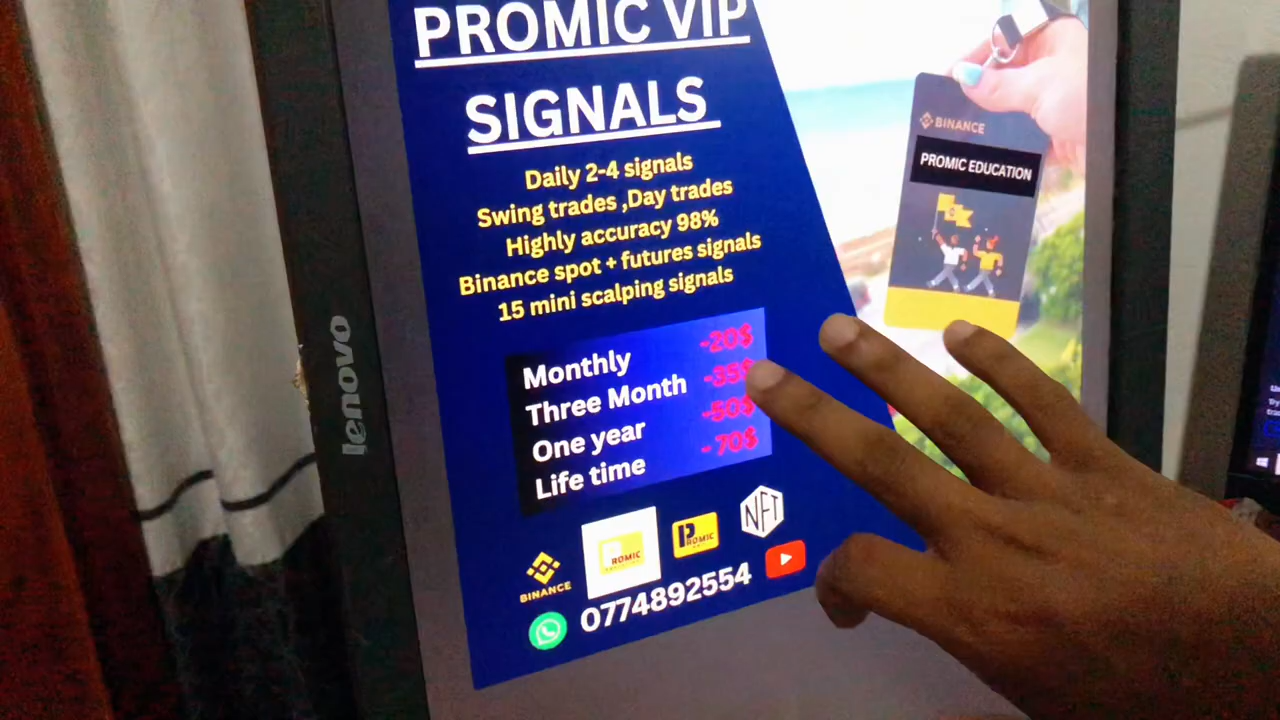 PROMIC VIP
SIGNALS
Daily 2-4 signals
Swing trades ,Day trades
Highly accuracy 98%
Binance spot + futures signals
15 mini scalping signals
Monthly -20$
Three Month -35$
One year -50$
Life time -70$
BINANCE
PROMIC
PROMIC
NFT
0774892554
BINANCE
PROMIC EDUCATION
lenovo